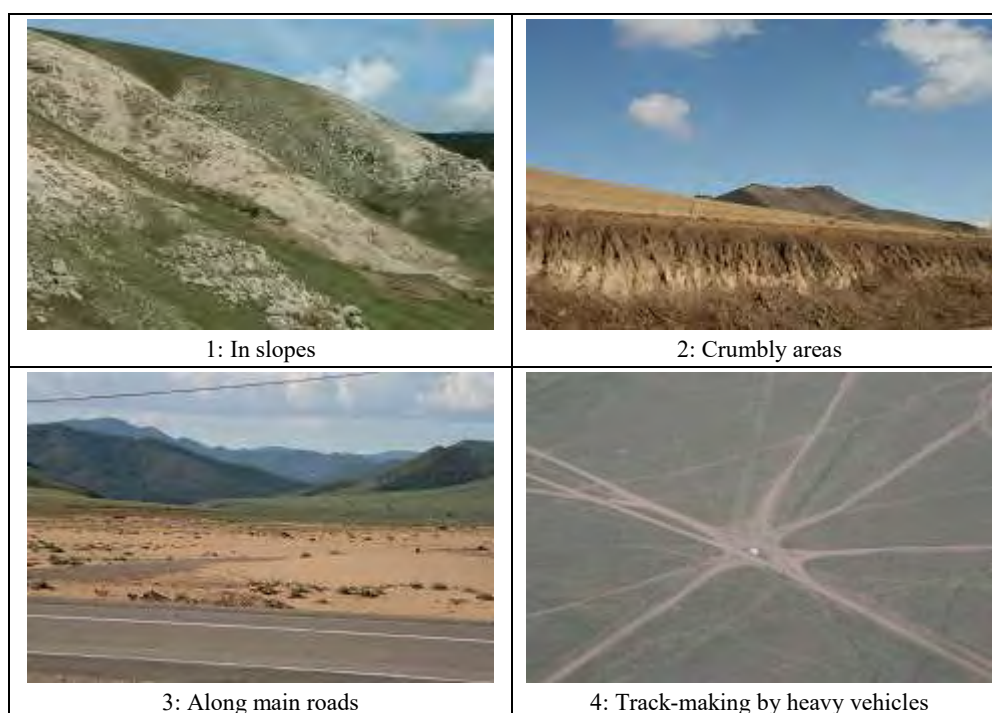 1: In slopes
2: Crumbly areas
3: Along main roads
4: Track-making by heavy vehicles